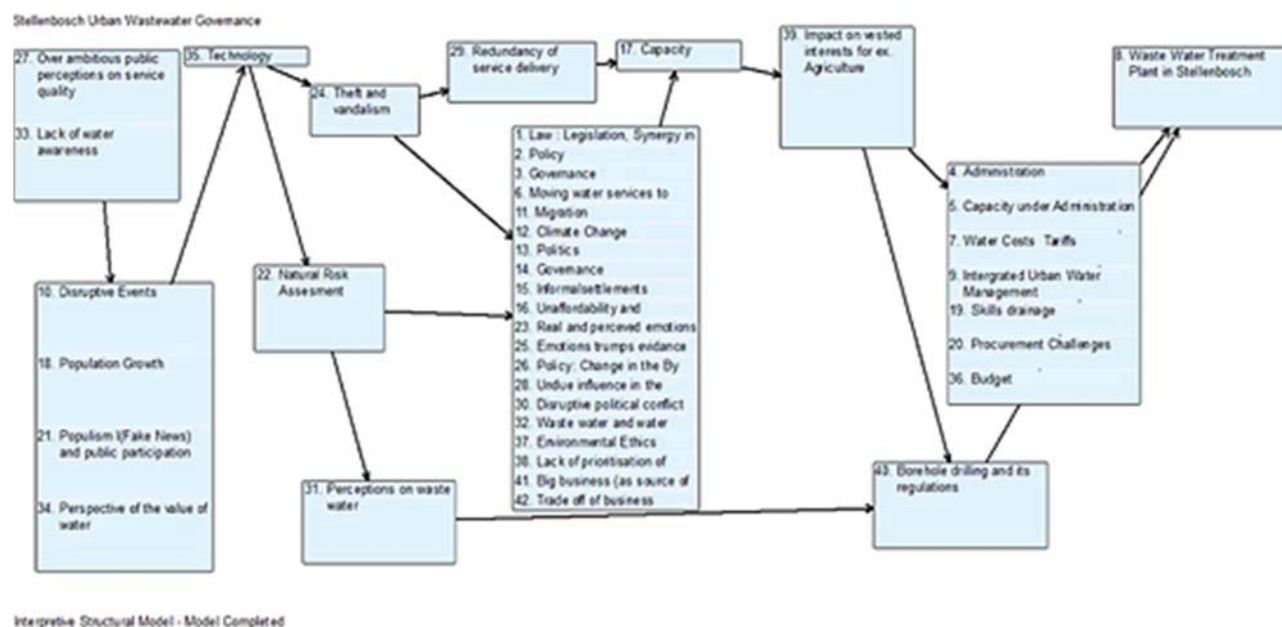 Stellenbosch Urban Wastewater Governance
27. Over ambitious public
perceptions on service
quality
33. Lack of water
awareness
35. Technology
24. Theft and
vandalism
29. Redundancy of
service delivery
17. Capacity
39. Impact on vested
interests for ex.
Agriculture
8. Waste Water Treatment
Plant in Stellenbosch
10. Disruptive Events
18. Population Growth
21. Populism I(Fake News)
and public participation
34. Perspective of the value of
water
22. Natural Risk
Assesment
31. Perceptions on waste
water
1. Law : Legislation, Synergy in
2. Policy
3. Governance
6. Moving water services to
11. Migration
12. Climate Change
13. Politics
14. Governance
15. Informalsettlements
16. Unaffordability and
23. Real and perceved emotions
25. Emotions trumps evidence
26. Policy: Change in the By
28. Undue influence in the
30. Disruptive political conflict
32. Waste water and water
37. Environmental Ethics
38. Lack of prioritisation of
41. Big business (as source of
42. Trade off of business
4. Administration
5. Capacity under Administration
7. Water Costs Tariffs
9. Intergrated Urban Water
Management
19. Skills drainage
20. Procurement Challenges
36. Budget
Borehole drilling and its
regulations
Interpretive Structural Model - Model Completed